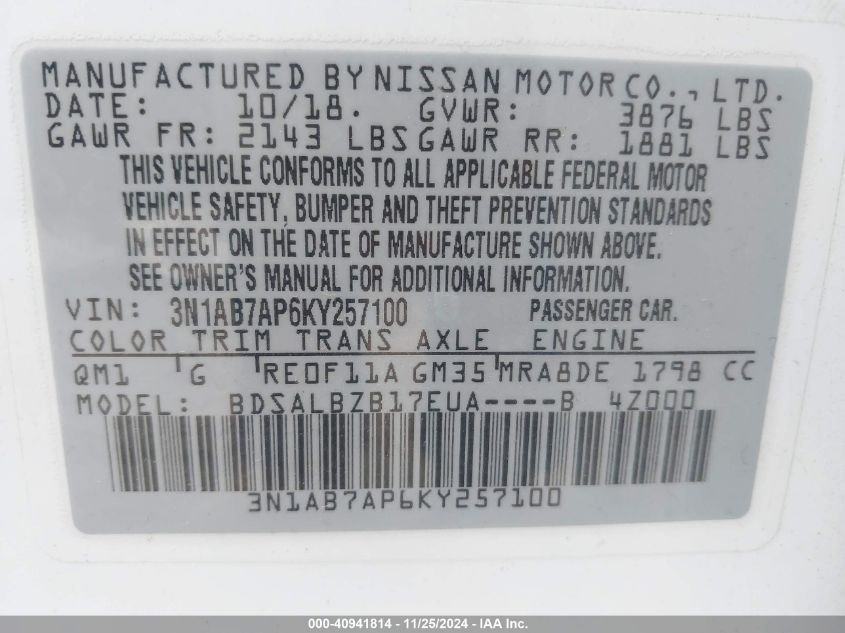 MANUFACTURED BY NISSAN MOTOR CO., LTD.
DATE: 10/18. GVWR: 3876 LBS
GAWR FR: 2143 LBS GAWR RR: 1881 LBS
THIS VEHICLE CONFORMS TO ALL APPLICABLE FEDERAL MOTOR
VEHICLE SAFETY, BUMPER AND THEFT PREVENTION STANDARDS
IN EFFECT ON THE DATE OF MANUFACTURE SHOWN ABOVE.
SEE OWNER'S MANUAL FOR ADDITIONAL INFORMATION.
VIN: 3N1AB7AP6KY257100 PASSENGER CAR.
COLOR TRIM TRANS AXLE ENGINE
QM1 G RE0F11A GM35 MRA8DE 1798 CC
MODEL: BDSALBZB17EUA----B 4Z000
3N1AB7AP6KY257100
000-40941814 - 11/25/2024 - IAA Inc.